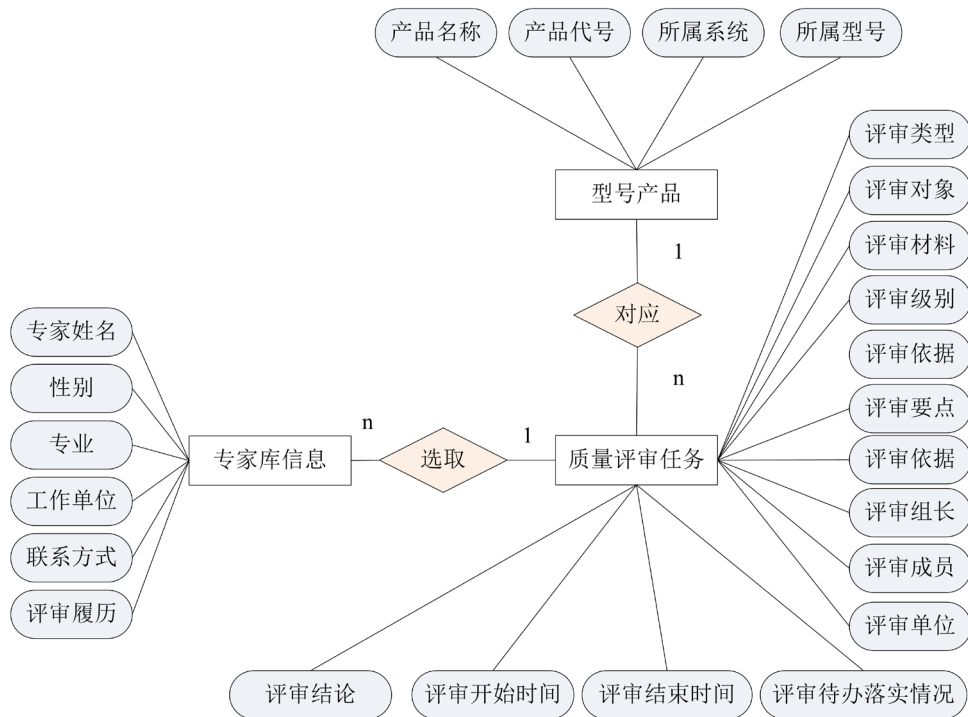 产品名称
产品代号
所属系统
所属型号
型号产品
1
对应
n
评审类型
评审对象
评审材料
评审级别
评审依据
评审要点
评审依据
评审组长
评审成员
评审单位
专家姓名
性别
专业
工作单位
联系方式
评审履历
专家库信息
n
选取
1
质量评审任务
评审结论
评审开始时间
评审结束时间
评审待办落实情况